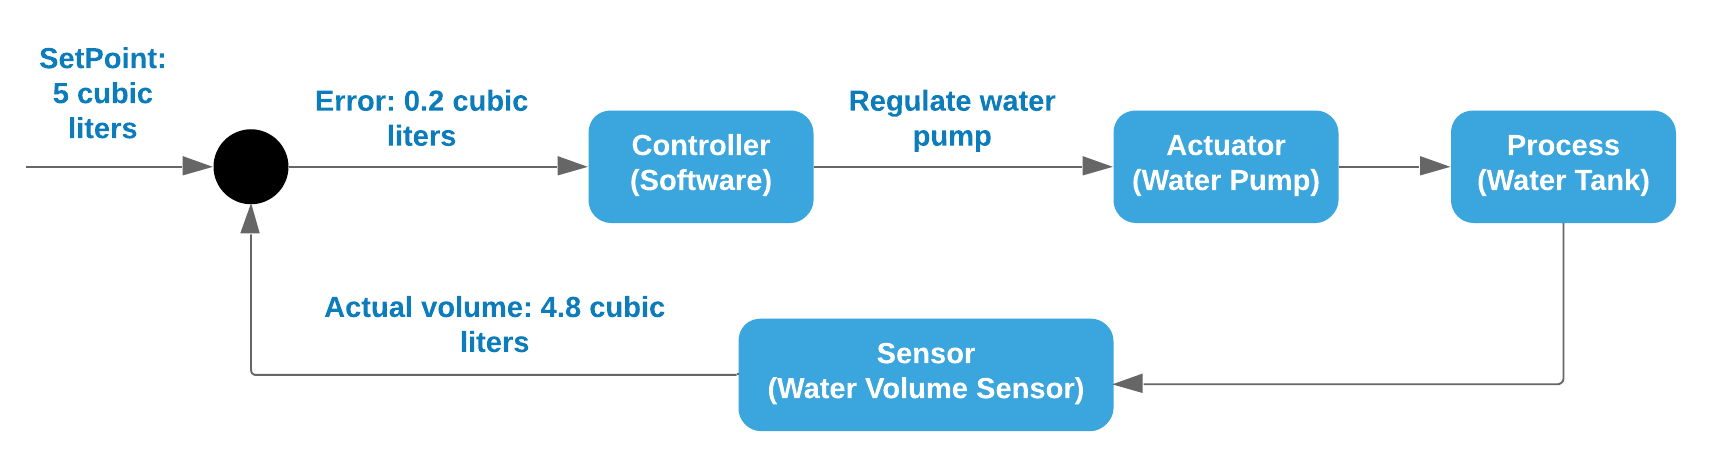 SetPoint:
5 cubic
liters
Error: 0.2 cubic
liters
Controller
(Software)
Regulate water
pump
Actuator
(Water Pump)
Process
(Water Tank)
Actual volume: 4.8 cubic
liters
Sensor
(Water Volume Sensor)